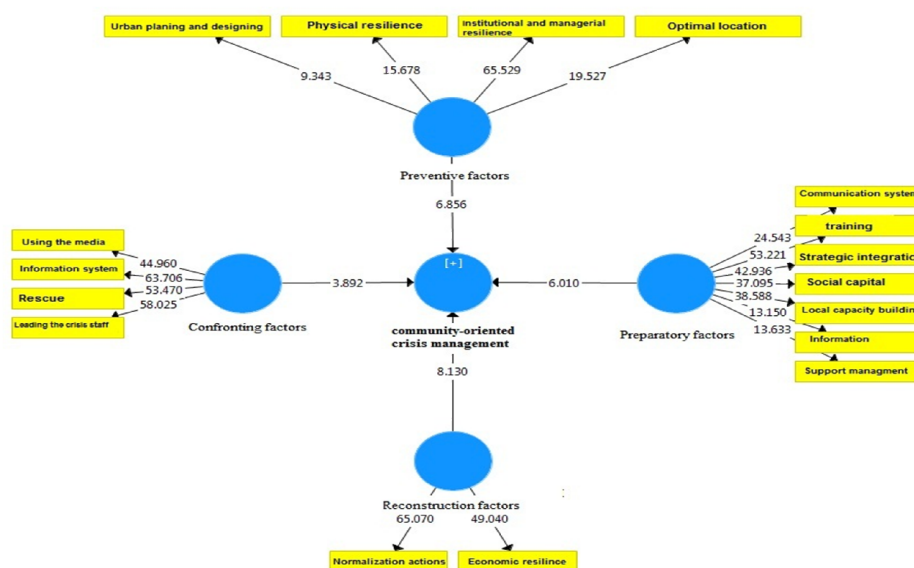 Urban planing and designing
Physical resilience
Institutional and managerial
resilience
Optimal location
9.343
15.678
65.529
19.527
Preventive factors
6.856
Communication system
training
Strategic integration
Social capital
Local capacity building
Information
Support managment
24.543
53.221
42.936
37.095
38.588
13.150
13.633
Preparatory factors
6.010
Using the media
Information system
Rescue
Leading the crisis staff
44.960
63.706
53.470
58.025
Confronting factors
3.892
[+]
community-oriented
crisis management
8.130
Reconstruction factors
65.070
49.040
Normalization actions
Economic resilince
: